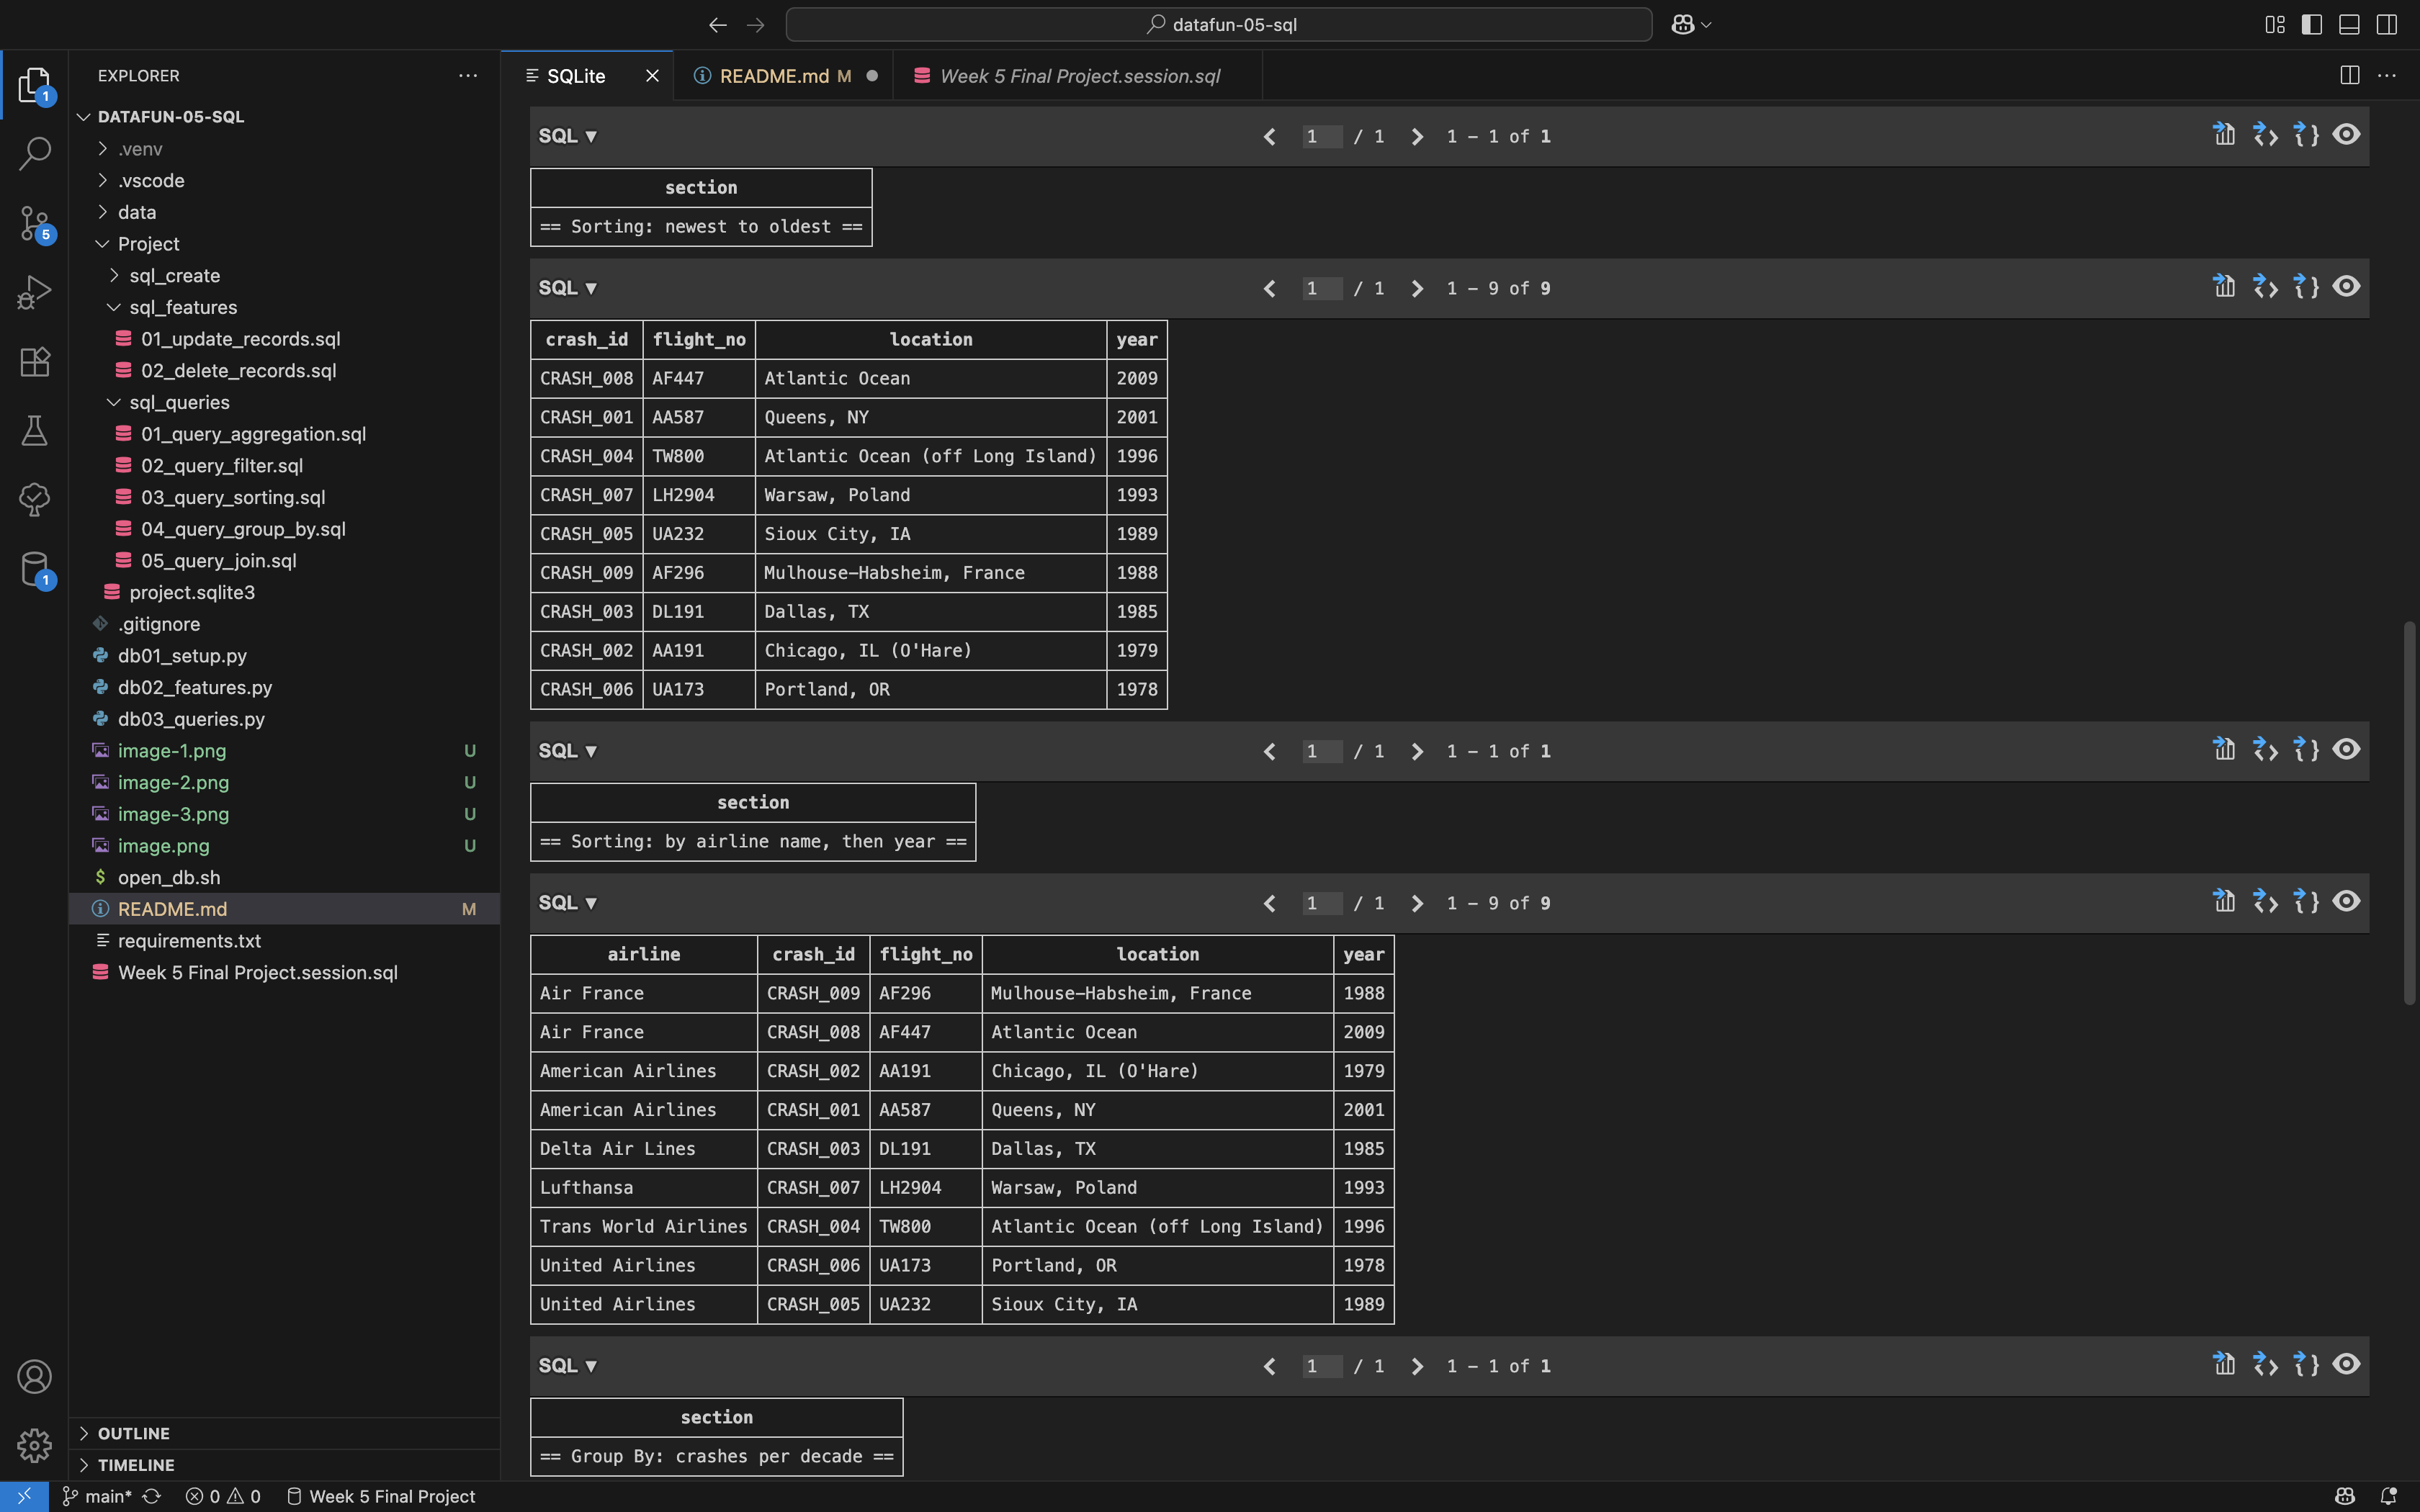 datafun-05-sql
EXPLORER
SQLite
README.md M
Week 5 Final Project.session.sql
1
5
1
DATAFUN-05-SQL
.venv
.vscode
data
Project
sql_create
sql_features
01_update_records.sql
02_delete_records.sql
sql_queries
01_query_aggregation.sql
02_query_filter.sql
03_query_sorting.sql
04_query_group_by.sql
05_query_join.sql
project.sqlite3
.gitignore
db01_setup.py
db02_features.py
db03_queries.py
image-1.png U
image-2.png U
image-3.png U
image.png U
open_db.sh
README.md M
requirements.txt
Week 5 Final Project.session.sql
OUTLINE
TIMELINE
SQL ▼ 1 / 1 1 – 1 of 1
section
== Sorting: newest to oldest ==
SQL ▼ 1 / 1 1 – 9 of 9
crash_id flight_no location year
CRASH_008 AF447 Atlantic Ocean 2009
CRASH_001 AA587 Queens, NY 2001
CRASH_004 TW800 Atlantic Ocean (off Long Island) 1996
CRASH_007 LH2904 Warsaw, Poland 1993
CRASH_005 UA232 Sioux City, IA 1989
CRASH_009 AF296 Mulhouse–Habsheim, France 1988
CRASH_003 DL191 Dallas, TX 1985
CRASH_002 AA191 Chicago, IL (O'Hare) 1979
CRASH_006 UA173 Portland, OR 1978
SQL ▼ 1 / 1 1 – 1 of 1
section
== Sorting: by airline name, then year ==
SQL ▼ 1 / 1 1 – 9 of 9
airline crash_id flight_no location year
Air France CRASH_009 AF296 Mulhouse–Habsheim, France 1988
Air France CRASH_008 AF447 Atlantic Ocean 2009
American Airlines CRASH_002 AA191 Chicago, IL (O'Hare) 1979
American Airlines CRASH_001 AA587 Queens, NY 2001
Delta Air Lines CRASH_003 DL191 Dallas, TX 1985
Lufthansa CRASH_007 LH2904 Warsaw, Poland 1993
Trans World Airlines CRASH_004 TW800 Atlantic Ocean (off Long Island) 1996
United Airlines CRASH_006 UA173 Portland, OR 1978
United Airlines CRASH_005 UA232 Sioux City, IA 1989
SQL ▼ 1 / 1 1 – 1 of 1
section
== Group By: crashes per decade ==
main* 0 0 Week 5 Final Project